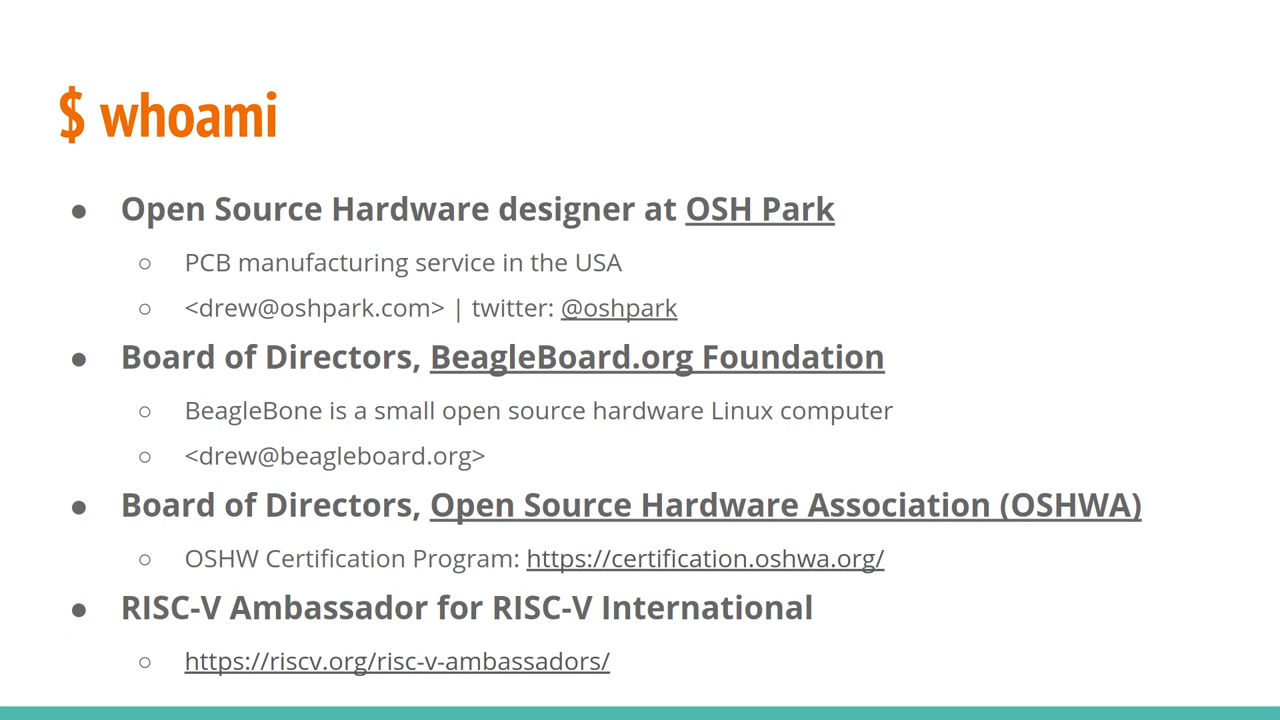 $ whoami
● Open Source Hardware designer at OSH Park
○ PCB manufacturing service in the USA
○ <drew@oshpark.com> | twitter: @oshpark
● Board of Directors, BeagleBoard.org Foundation
○ BeagleBone is a small open source hardware Linux computer
○ <drew@beagleboard.org>
● Board of Directors, Open Source Hardware Association (OSHWA)
○ OSHW Certification Program: https://certification.oshwa.org/
● RISC-V Ambassador for RISC-V International
○ https://riscv.org/risc-v-ambassadors/